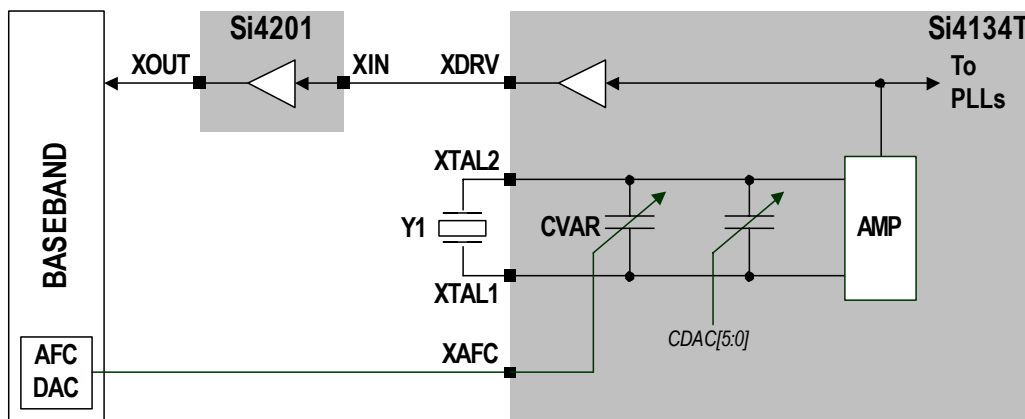 Si4201
Si4134T
XOUT
XIN
XDRV
To
PLLs
BASEBAND
XTAL2
Y1
CVAR
AMP
XTAL1
CDAC[5:0]
AFC
DAC
XAFC